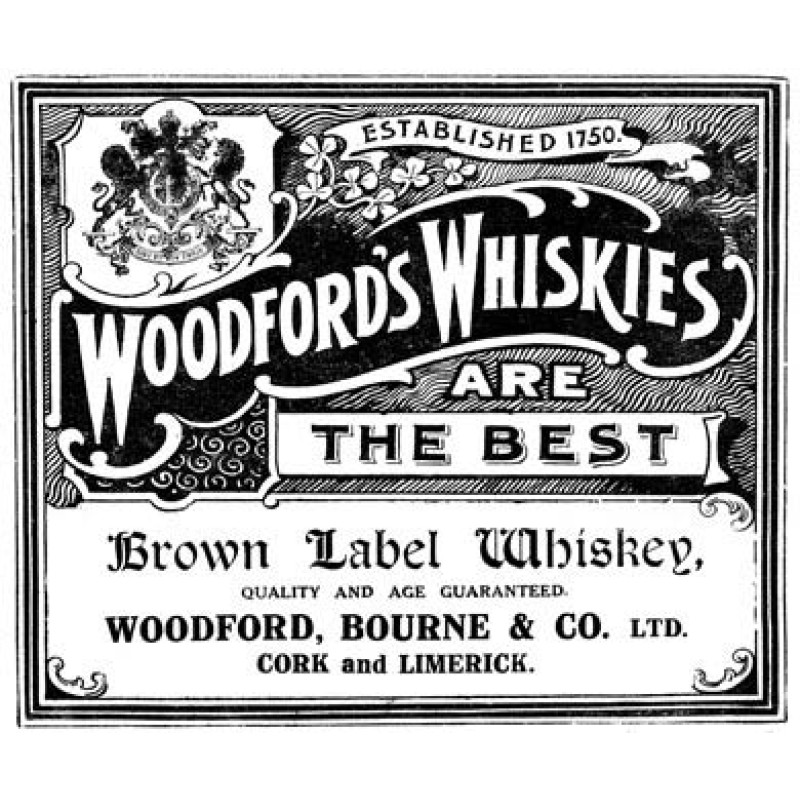 ESTABLISHED 1750.
WOODFORD'S WHISKIES
ARE
THE BEST
Brown Label Whiskey,
QUALITY AND AGE GUARANTEED.
WOODFORD, BOURNE & CO. LTD.
CORK and LIMERICK.